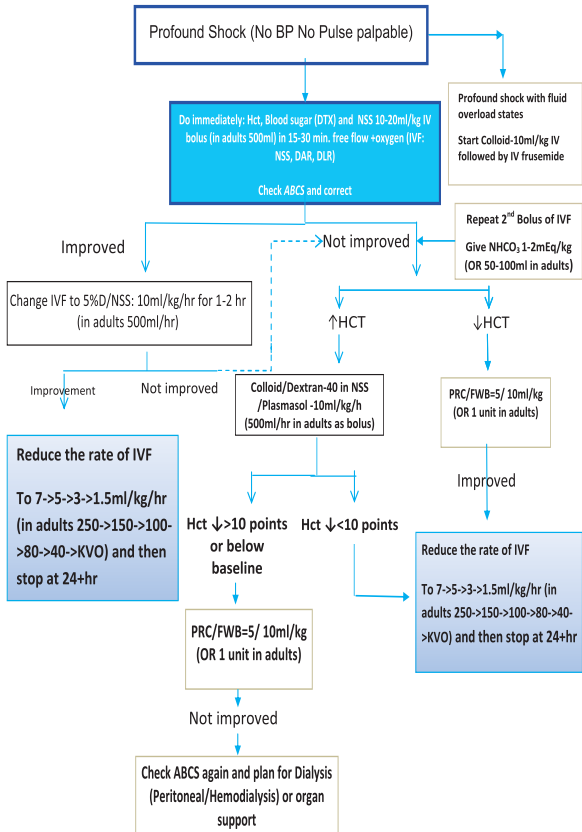 Profound Shock (No BP No Pulse palpable)
Profound shock with fluid
overload states
Start Colloid-10ml/kg IV
followed by IV frusemide
Do immediately: Hct, Blood sugar (DTX) and NSS 10-20ml/kg IV
bolus (in adults 500ml) in 15-30 min. free flow +oxygen (IVF:
NSS, DAR, DLR)
Check ABCS and correct
Repeat 2nd Bolus of IVF
Give NHCO3 1-2mEq/kg
(OR 50-100ml in adults)
Improved
Not improved
Change IVF to 5%D/NSS: 10ml/kg/hr for 1-2 hr
(in adults 500ml/hr)
↑HCT
↓HCT
Improvement
Not improved
Colloid/Dextran-40 in NSS
/Plasmasol -10ml/kg/h
(500ml/hr in adults as bolus)
PRC/FWB=5/ 10ml/kg
(OR 1 unit in adults)
Reduce the rate of IVF
To 7->5->3->1.5ml/kg/hr
(in adults 250->150->100-
>80->40->KVO) and then
stop at 24+hr
Improved
Hct ↓>10 points
or below
baseline
Hct ↓<10 points
Reduce the rate of IVF
To 7->5->3->1.5ml/kg/hr (in
adults 250->150->100->80->40-
>KVO) and then stop at 24+hr
PRC/FWB=5/ 10ml/kg
(OR 1 unit in adults)
Not improved
Check ABCS again and plan for Dialysis
(Peritoneal/Hemodialysis) or organ
support